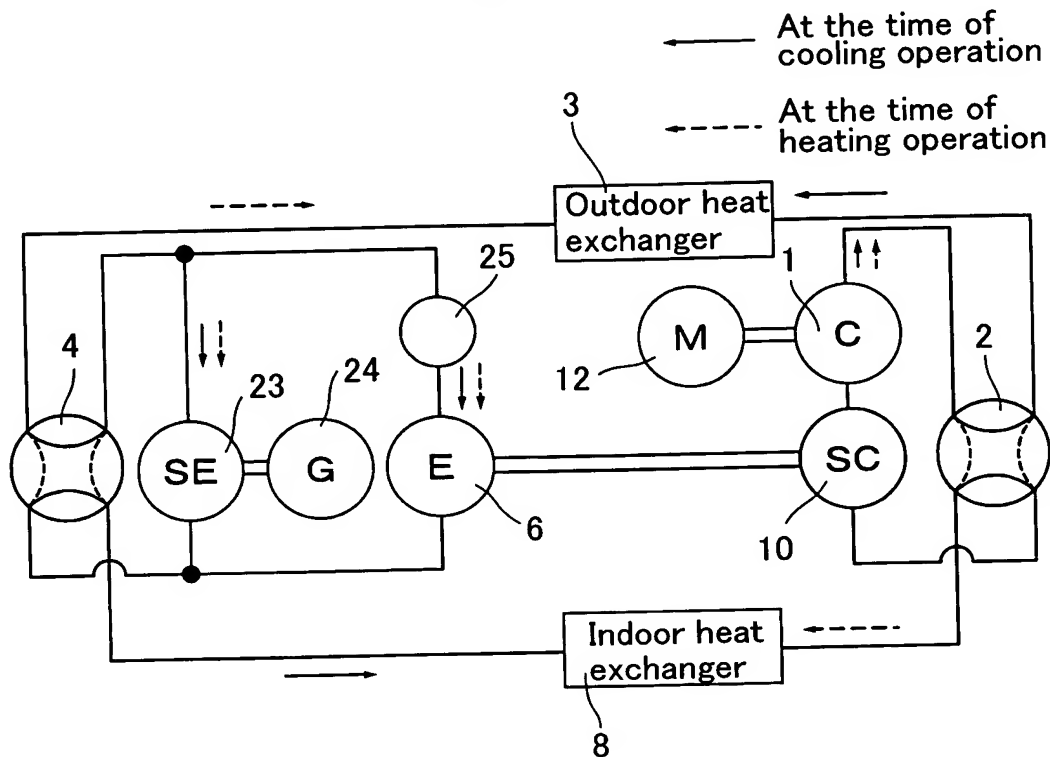 At the time of
cooling operation
At the time of
heating operation
3
Outdoor heat
exchanger
25
1
C
M
12
4
2
23
24
SE
G
E
SC
6
10
Indoor heat
exchanger
8